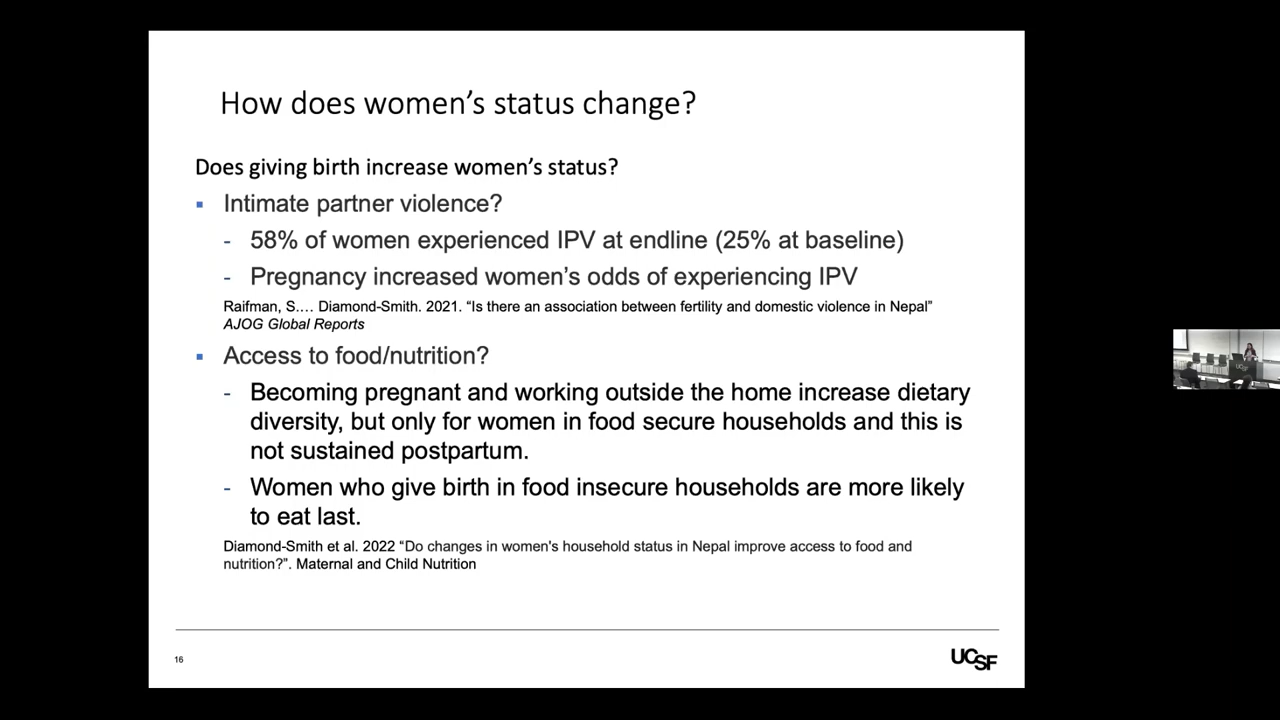 How does women's status change?
Does giving birth increase women's status?
▪ Intimate partner violence?
- 58% of women experienced IPV at endline (25% at baseline)
- Pregnancy increased women's odds of experiencing IPV
Raifman, S.… Diamond-Smith. 2021. “Is there an association between fertility and domestic violence in Nepal”
AJOG Global Reports
▪ Access to food/nutrition?
- Becoming pregnant and working outside the home increase dietary
diversity, but only for women in food secure households and this is
not sustained postpartum.
- Women who give birth in food insecure households are more likely
to eat last.
Diamond-Smith et al. 2022 “Do changes in women's household status in Nepal improve access to food and
nutrition?”. Maternal and Child Nutrition
16
UCSF
UCSF